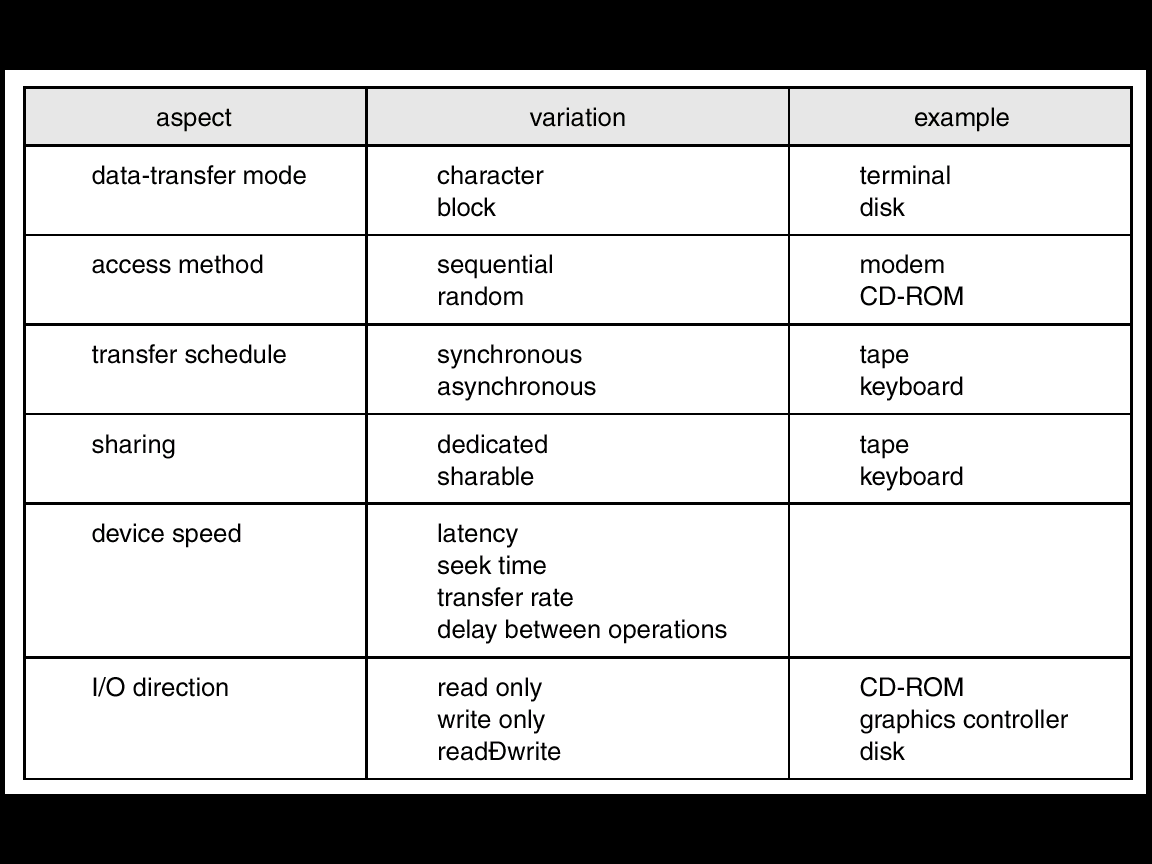 aspect variation example
data-transfer mode character terminal
block disk
access method sequential modem
random CD-ROM
transfer schedule synchronous tape
asynchronous keyboard
sharing dedicated tape
sharable keyboard
device speed latency
seek time
transfer rate
delay between operations
I/O direction read only CD-ROM
write only graphics controller
readÐwrite disk